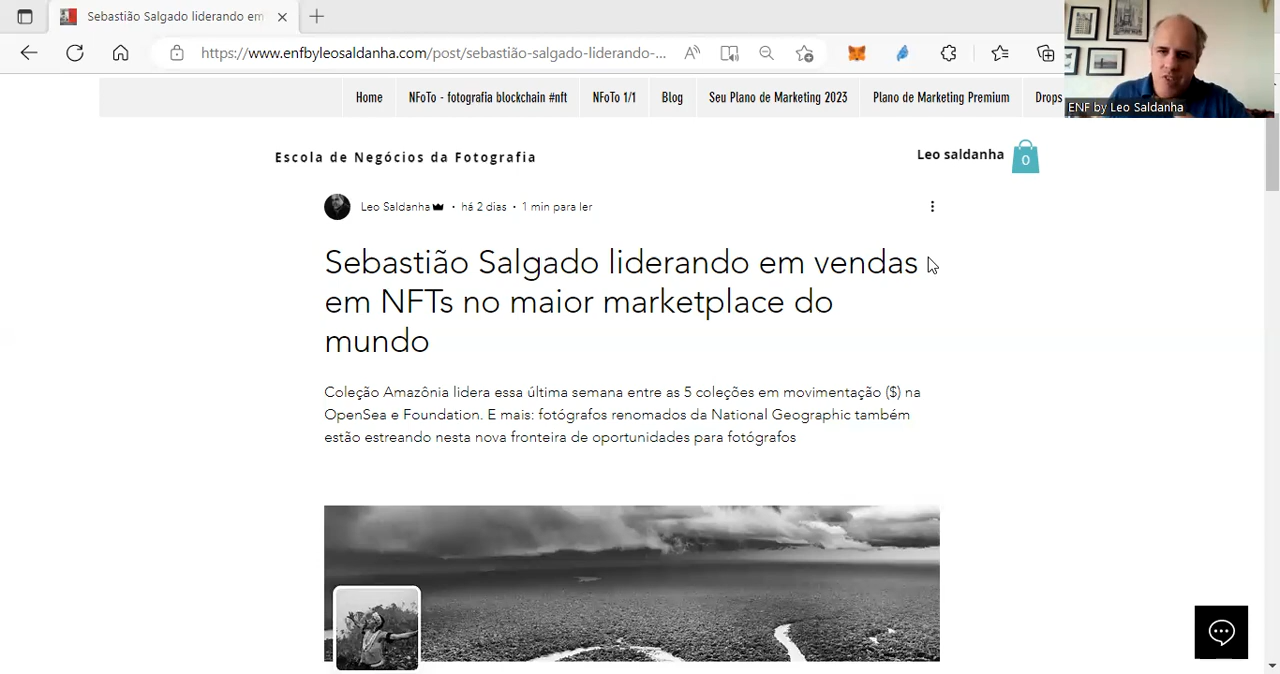 Sebastião Salgado liderando em
https://www.enfbyleosaldanha.com/post/sebastião-salgado-liderando-...
ENF by Leo Saldanha
Home
NFoTo - fotografia blockchain #nft
NFoTo 1/1
Blog
Seu Plano de Marketing 2023
Plano de Marketing Premium
Drops
Escola de Negócios da Fotografia
Leo saldanha
0
Leo Saldanha · há 2 dias · 1 min para ler
Sebastião Salgado liderando em vendas
em NFTs no maior marketplace do
mundo
Coleção Amazônia lidera essa última semana entre as 5 coleções em movimentação ($) na
OpenSea e Foundation. E mais: fotógrafos renomados da National Geographic também
estão estreando nesta nova fronteira de oportunidades para fotógrafos